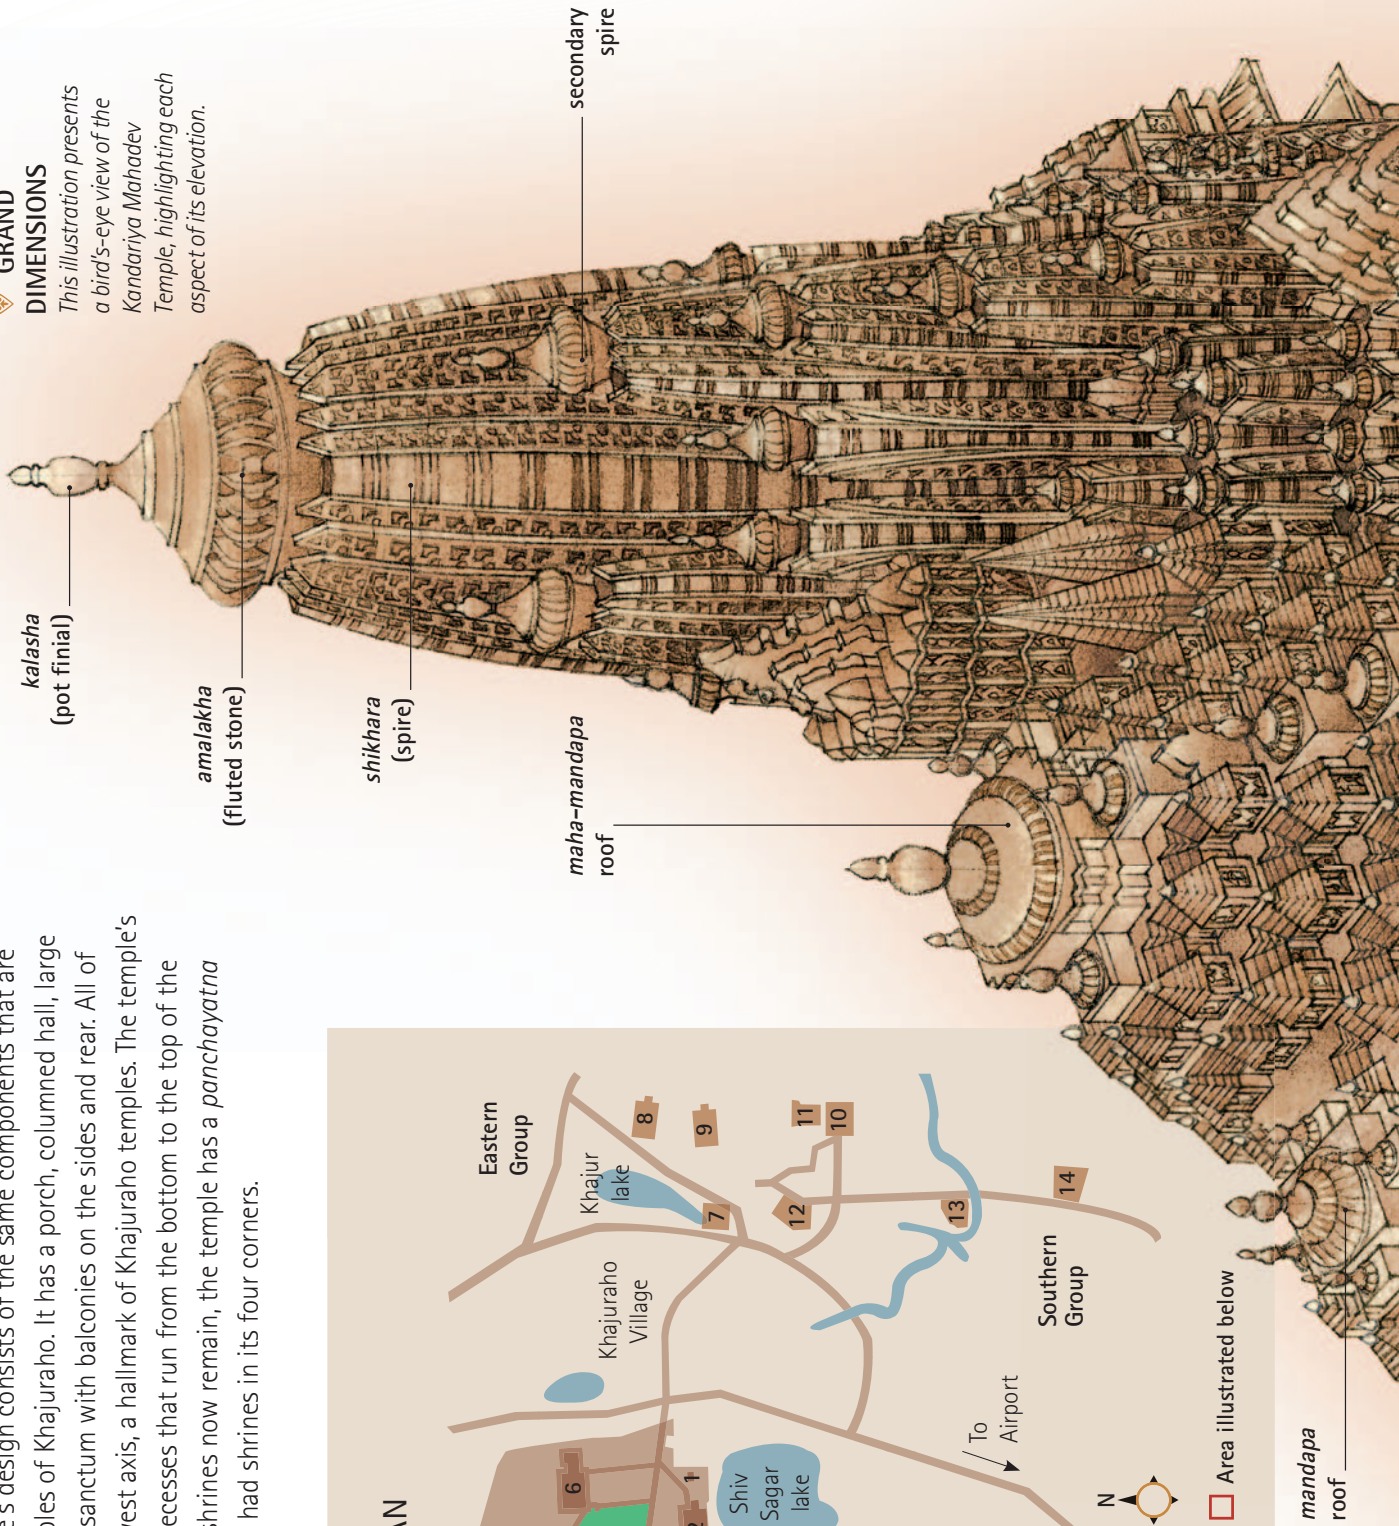 design consists of the same components that are
of Khajuraho. It has a porch, columned hall, large
sanctum with balconies on the sides and rear. All of
axis, a hallmark of Khajuraho temples. The temple's
that run from the bottom to the top of the
shrines now remain, the temple has a panchayatna
had shrines in its four corners.
GRAND
DIMENSIONS
This illustration presents
a bird's-eye view of the
Kandariya Mahadev
Temple, highlighting each
aspect of its elevation.
kalasha
(pot finial)
amalakha
(fluted stone)
shikhara
(spire)
secondary
spire
maha-mandapa
roof
mandapa
roof
Eastern
Group
Khajur
lake
Khajuraho
Village
Southern
Group
Shiv
Sagar
lake
To
Airport
N
Area illustrated below
1
6
7
8
9
10
11
12
13
14